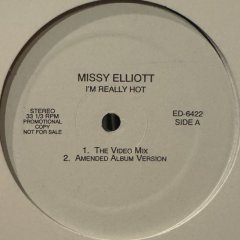 MISSY ELLIOTT
I'M REALLY HOT
STEREO
33 1/3 RPM
PROMOTIONAL
COPY
NOT FOR SALE
ED-6422
SIDE A
1. THE VIDEO MIX
2. AMENDED ALBUM VERSION